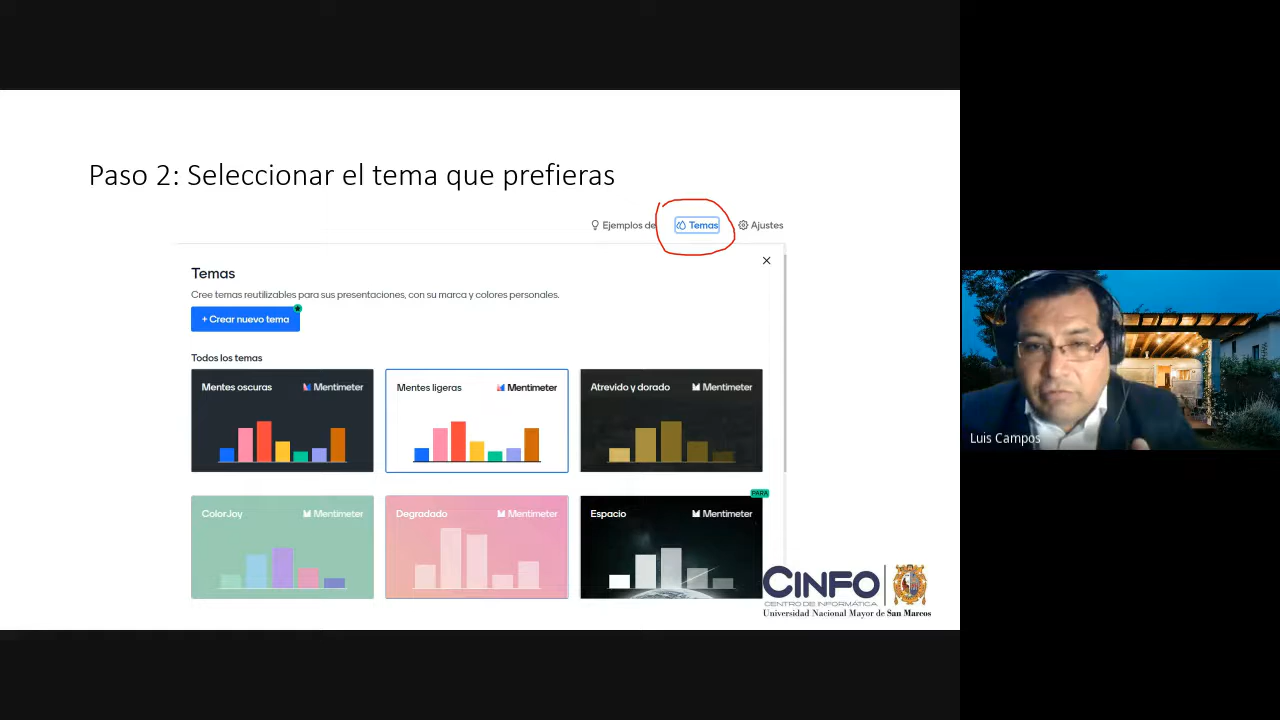 Paso 2: Seleccionar el tema que prefieras
Ejemplos de
Temas
Ajustes
Temas
Cree temas reutilizables para sus presentaciones, con su marca y colores personales.
+ Crear nuevo tema
Todos los temas
Mentes oscuras Mentimeter
Mentes ligeras Mentimeter
Atrevido y dorado Mentimeter
ColorJoy Mentimeter
Degradado Mentimeter
PARA
Espacio Mentimeter
CINFO
CENTRO DE INFORMÁTICA
Universidad Nacional Mayor de San Marcos
Luis Campos